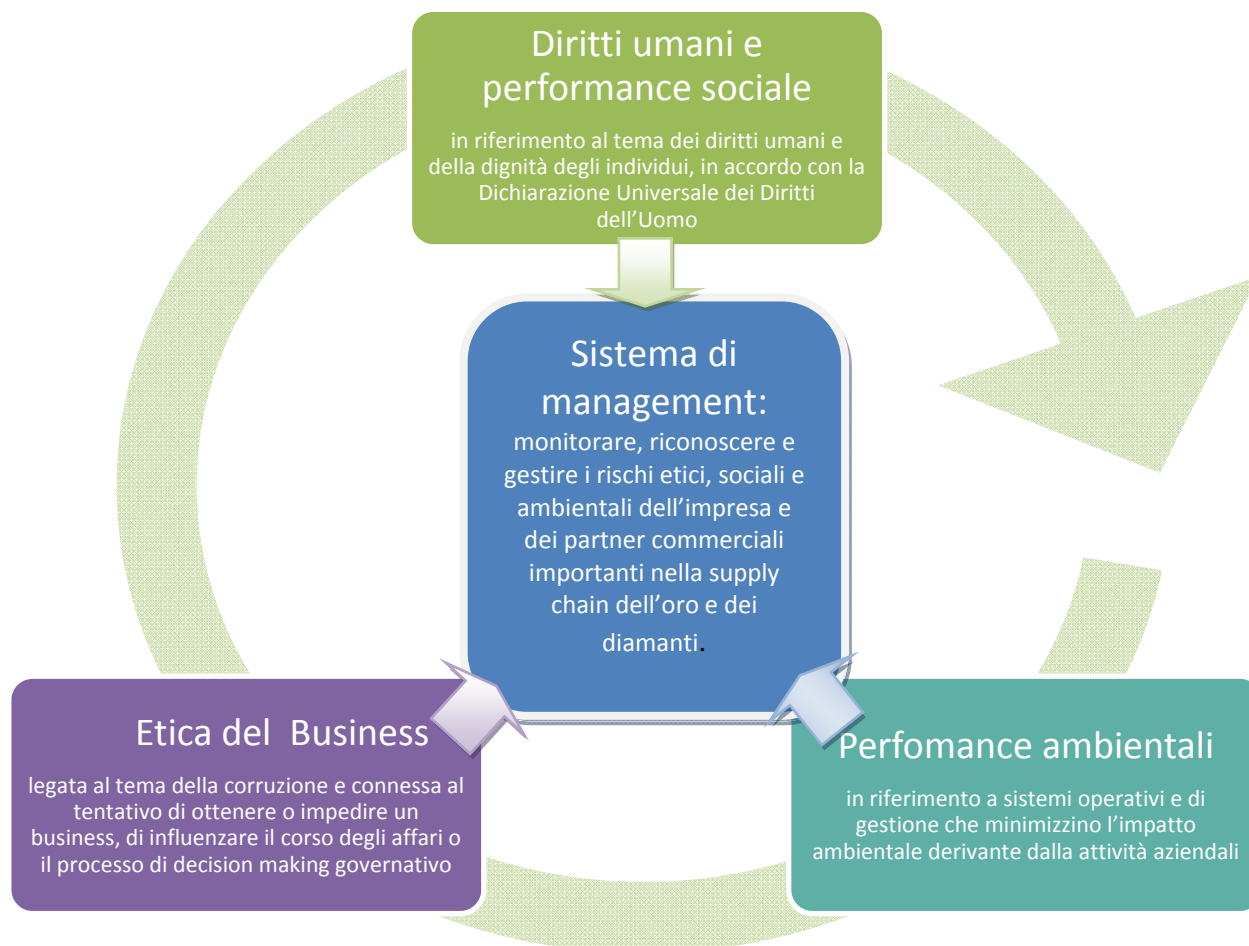 Diritti umani e
performance sociale
in riferimento al tema dei diritti umani e
della dignità degli individui, in accordo con la
Dichiarazione Universale dei Diritti
dell’Uomo
Sistema di
management:
monitorare, riconoscere e
gestire i rischi etici, sociali e
ambientali dell’impresa e
dei partner commerciali
importanti nella supply
chain dell’oro e dei
diamanti.
Etica del  Business
legata al tema della corruzione e connessa al
tentativo di ottenere o impedire un
business, di influenzare il corso degli affari o
il processo di decision making governativo
Perfomance ambientali
in riferimento a sistemi operativi e di
gestione che minimizzino l’impatto
ambientale derivante dalla attività aziendali